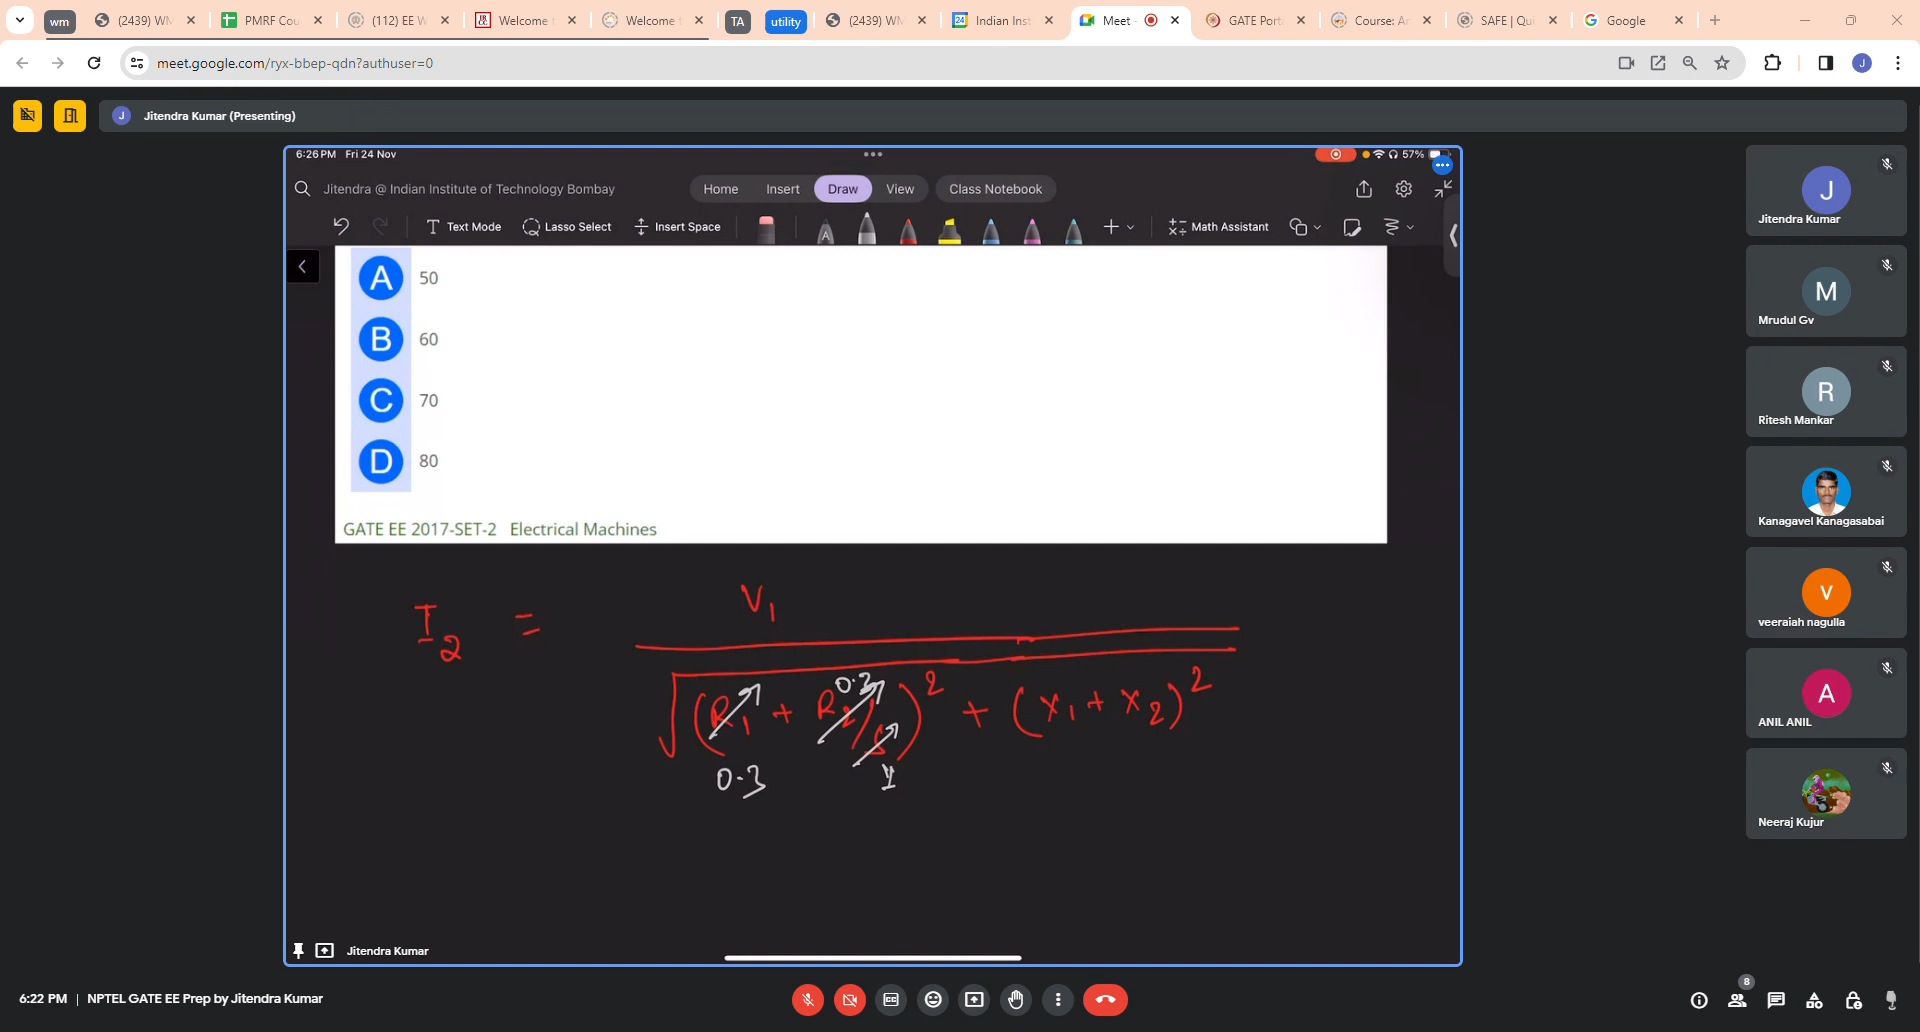 wm (2439) WM PMRF Cou (112) EE W Welcome t Welcome t TA utility (2439) WM 24 Indian Inst Meet - GATE Port Course: Ar SAFE | Qui Google
meet.google.com/ryx-bbep-qdn?authuser=0 J
J Jitendra Kumar (Presenting)
6:26 PM Fri 24 Nov 57%
Jitendra @ Indian Institute of Technology Bombay Home Insert Draw View Class Notebook
Text Mode Lasso Select Insert Space Math Assistant
A 50
B 60
C 70
D 80
GATE EE 2017-SET-2 Electrical Machines
I₂ = V₁
√(R₁ + R₂/s)² + (X₁ + X₂)²
0.3
0.3 1
Jitendra Kumar
J
Jitendra Kumar
M
Mrudul Gv
R
Ritesh Mankar
Kanagavel Kanagasabai
v
veeraiah nagulla
A
ANIL ANIL
Neeraj Kujur
6:22 PM | NPTEL GATE EE Prep by Jitendra Kumar 8